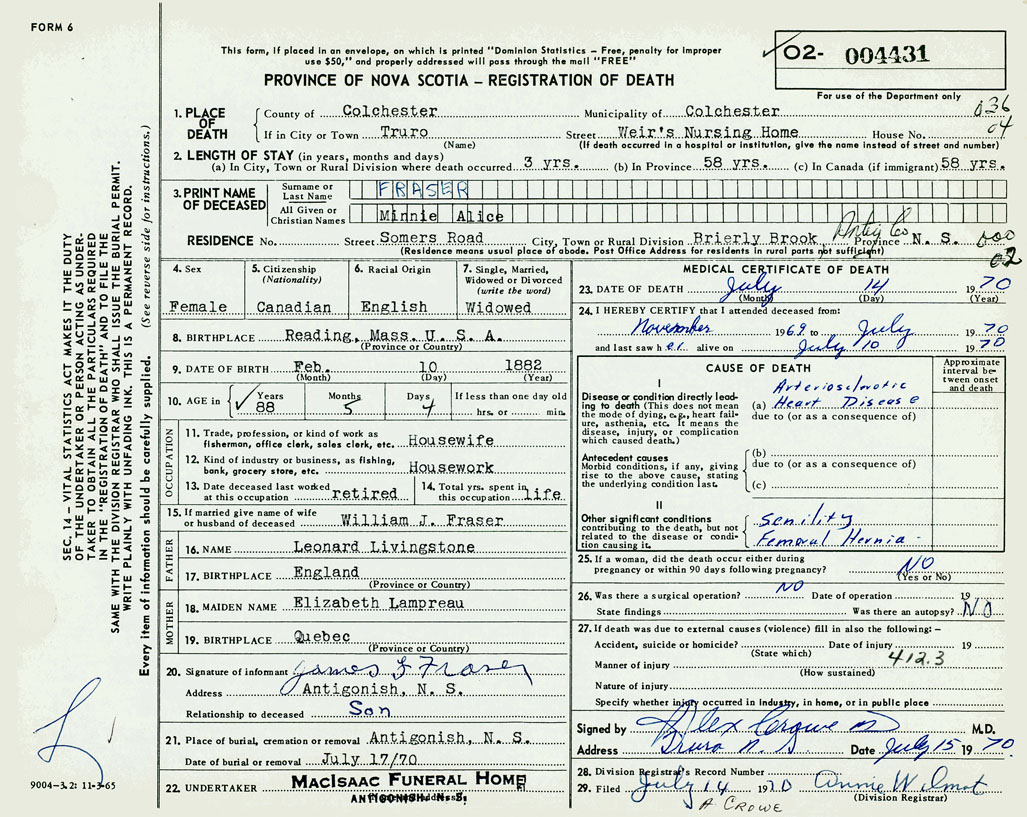 FORM 6
This form, if placed in an envelope, on which is printed "Dominion Statistics – Free, penalty for improper
use $50," and properly addressed will pass through the mail "FREE"
O2- 004431
PROVINCE OF NOVA SCOTIA – REGISTRATION OF DEATH
For use of the Department only
036
04
1. PLACE OF DEATH
County of Colchester Municipality of Colchester
If in City or Town Truro Street Weir's Nursing Home House No.
(Name) (If death occurred in a hospital or institution, give the name instead of street and number)
2. LENGTH OF STAY (in years, months and days)
(a) In City, Town or Rural Division where death occurred 3 yrs. (b) In Province 58 yrs. (c) In Canada (if immigrant) 58 yrs.
3. PRINT NAME OF DECEASED
Surname or Last Name FRASER
All Given or Christian Names Minnie Alice
Antig Co
RESIDENCE No. Street Somers Road City, Town or Rural Division Brierly Brook Province N. S.
(Residence means usual place of abode. Post Office Address for residents in rural parts not sufficient)
000
02
4. Sex Female
5. Citizenship (Nationality) Canadian
6. Racial Origin English
7. Single, Married, Widowed or Divorced (write the word) Widowed
8. BIRTHPLACE Reading, Mass. U. S. A.
(Province or Country)
9. DATE OF BIRTH Feb. 10 1882
(Month) (Day) (Year)
10. AGE in Years 88 Months 5 Days 4 If less than one day old
hrs. or min.
OCCUPATION
11. Trade, profession, or kind of work as
fisherman, office clerk, sales clerk, etc. Housewife
12. Kind of industry or business, as fishing,
bank, grocery store, etc. Housework
13. Date deceased last worked
at this occupation retired
14. Total yrs. spent in
this occupation life
15. If married give name of wife
or husband of deceased William J. Fraser
FATHER
16. NAME Leonard Livingstone
17. BIRTHPLACE England
(Province or Country)
MOTHER
18. MAIDEN NAME Elizabeth Lampreau
19. BIRTHPLACE Quebec
(Province or Country)
20. Signature of informant James J Fraser
Address Antigonish, N. S.
Relationship to deceased Son
21. Place of burial, cremation or removal Antigonish, N. S.
Date of burial or removal July 17/70
22. UNDERTAKER MacIsaac Funeral Home
ANTIGONISH, N. S.
MEDICAL CERTIFICATE OF DEATH
23. DATE OF DEATH July 14 1970
(Month) (Day) (Year)
24. I HEREBY CERTIFY that I attended deceased from:
November 1969 to July 1970
and last saw her alive on July 10 1970
CAUSE OF DEATH
Approximate interval between onset and death
I
Disease or condition directly lead-
ing to death (This does not mean
the mode of dying, e.g., heart fail-
ure, asthenia, etc. It means the
disease, injury, or complication
which caused death.)
Arteriosclerotic
(a) Heart Disease
due to (or as a consequence of)
Antecedent causes
Morbid conditions, if any, giving
rise to the above cause, stating
the underlying condition last.
(b)
due to (or as a consequence of)
(c)
II
Other significant conditions
contributing to the death, but not
related to the disease or condi-
tion causing it.
Senility
Femoral Hernia
25. If a woman, did the death occur either during
pregnancy or within 90 days following pregnancy? NO
(Yes or No)
26. Was there a surgical operation? NO Date of operation 19
State findings Was there an autopsy? NO
27. If death was due to external causes (violence) fill in also the following: –
Accident, suicide or homicide? Date of injury 19
(State which) 412.3
Manner of injury
(How sustained)
Nature of injury
Specify whether injury occurred in industry, in home, or in public place
Signed by Alex Crowe M.D.
Address Truro N. S Date July 15 1970
28. Division Registrar's Record Number
29. Filed July 14 1970 Annie Wilmot
(Division Registrar)
A CROWE
SEC. 14 – VITAL STATISTICS ACT MAKES IT THE DUTY
OF THE UNDERTAKER OR PERSON ACTING AS UNDER-
TAKER TO OBTAIN ALL THE PARTICULARS REQUIRED
IN THE "REGISTRATION OF DEATH" AND TO FILE THE
SAME WITH THE DIVISION REGISTRAR WHO SHALL ISSUE THE BURIAL PERMIT.
WRITE PLAINLY WITH UNFADING INK. THIS IS A PERMANENT RECORD.
Every item of information should be carefully supplied. (See reverse side for instructions.)
9004-3.2: 11-3-65